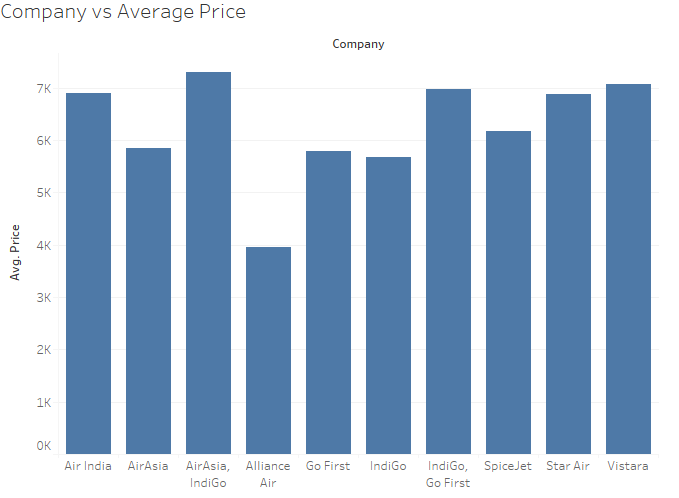 Company vs Average Price
Company
Avg. Price
7K
6K
5K
4K
3K
2K
1K
0K
Air India
AirAsia
AirAsia,
IndiGo
Alliance
Air
Go First
IndiGo
IndiGo,
Go First
SpiceJet
Star Air
Vistara